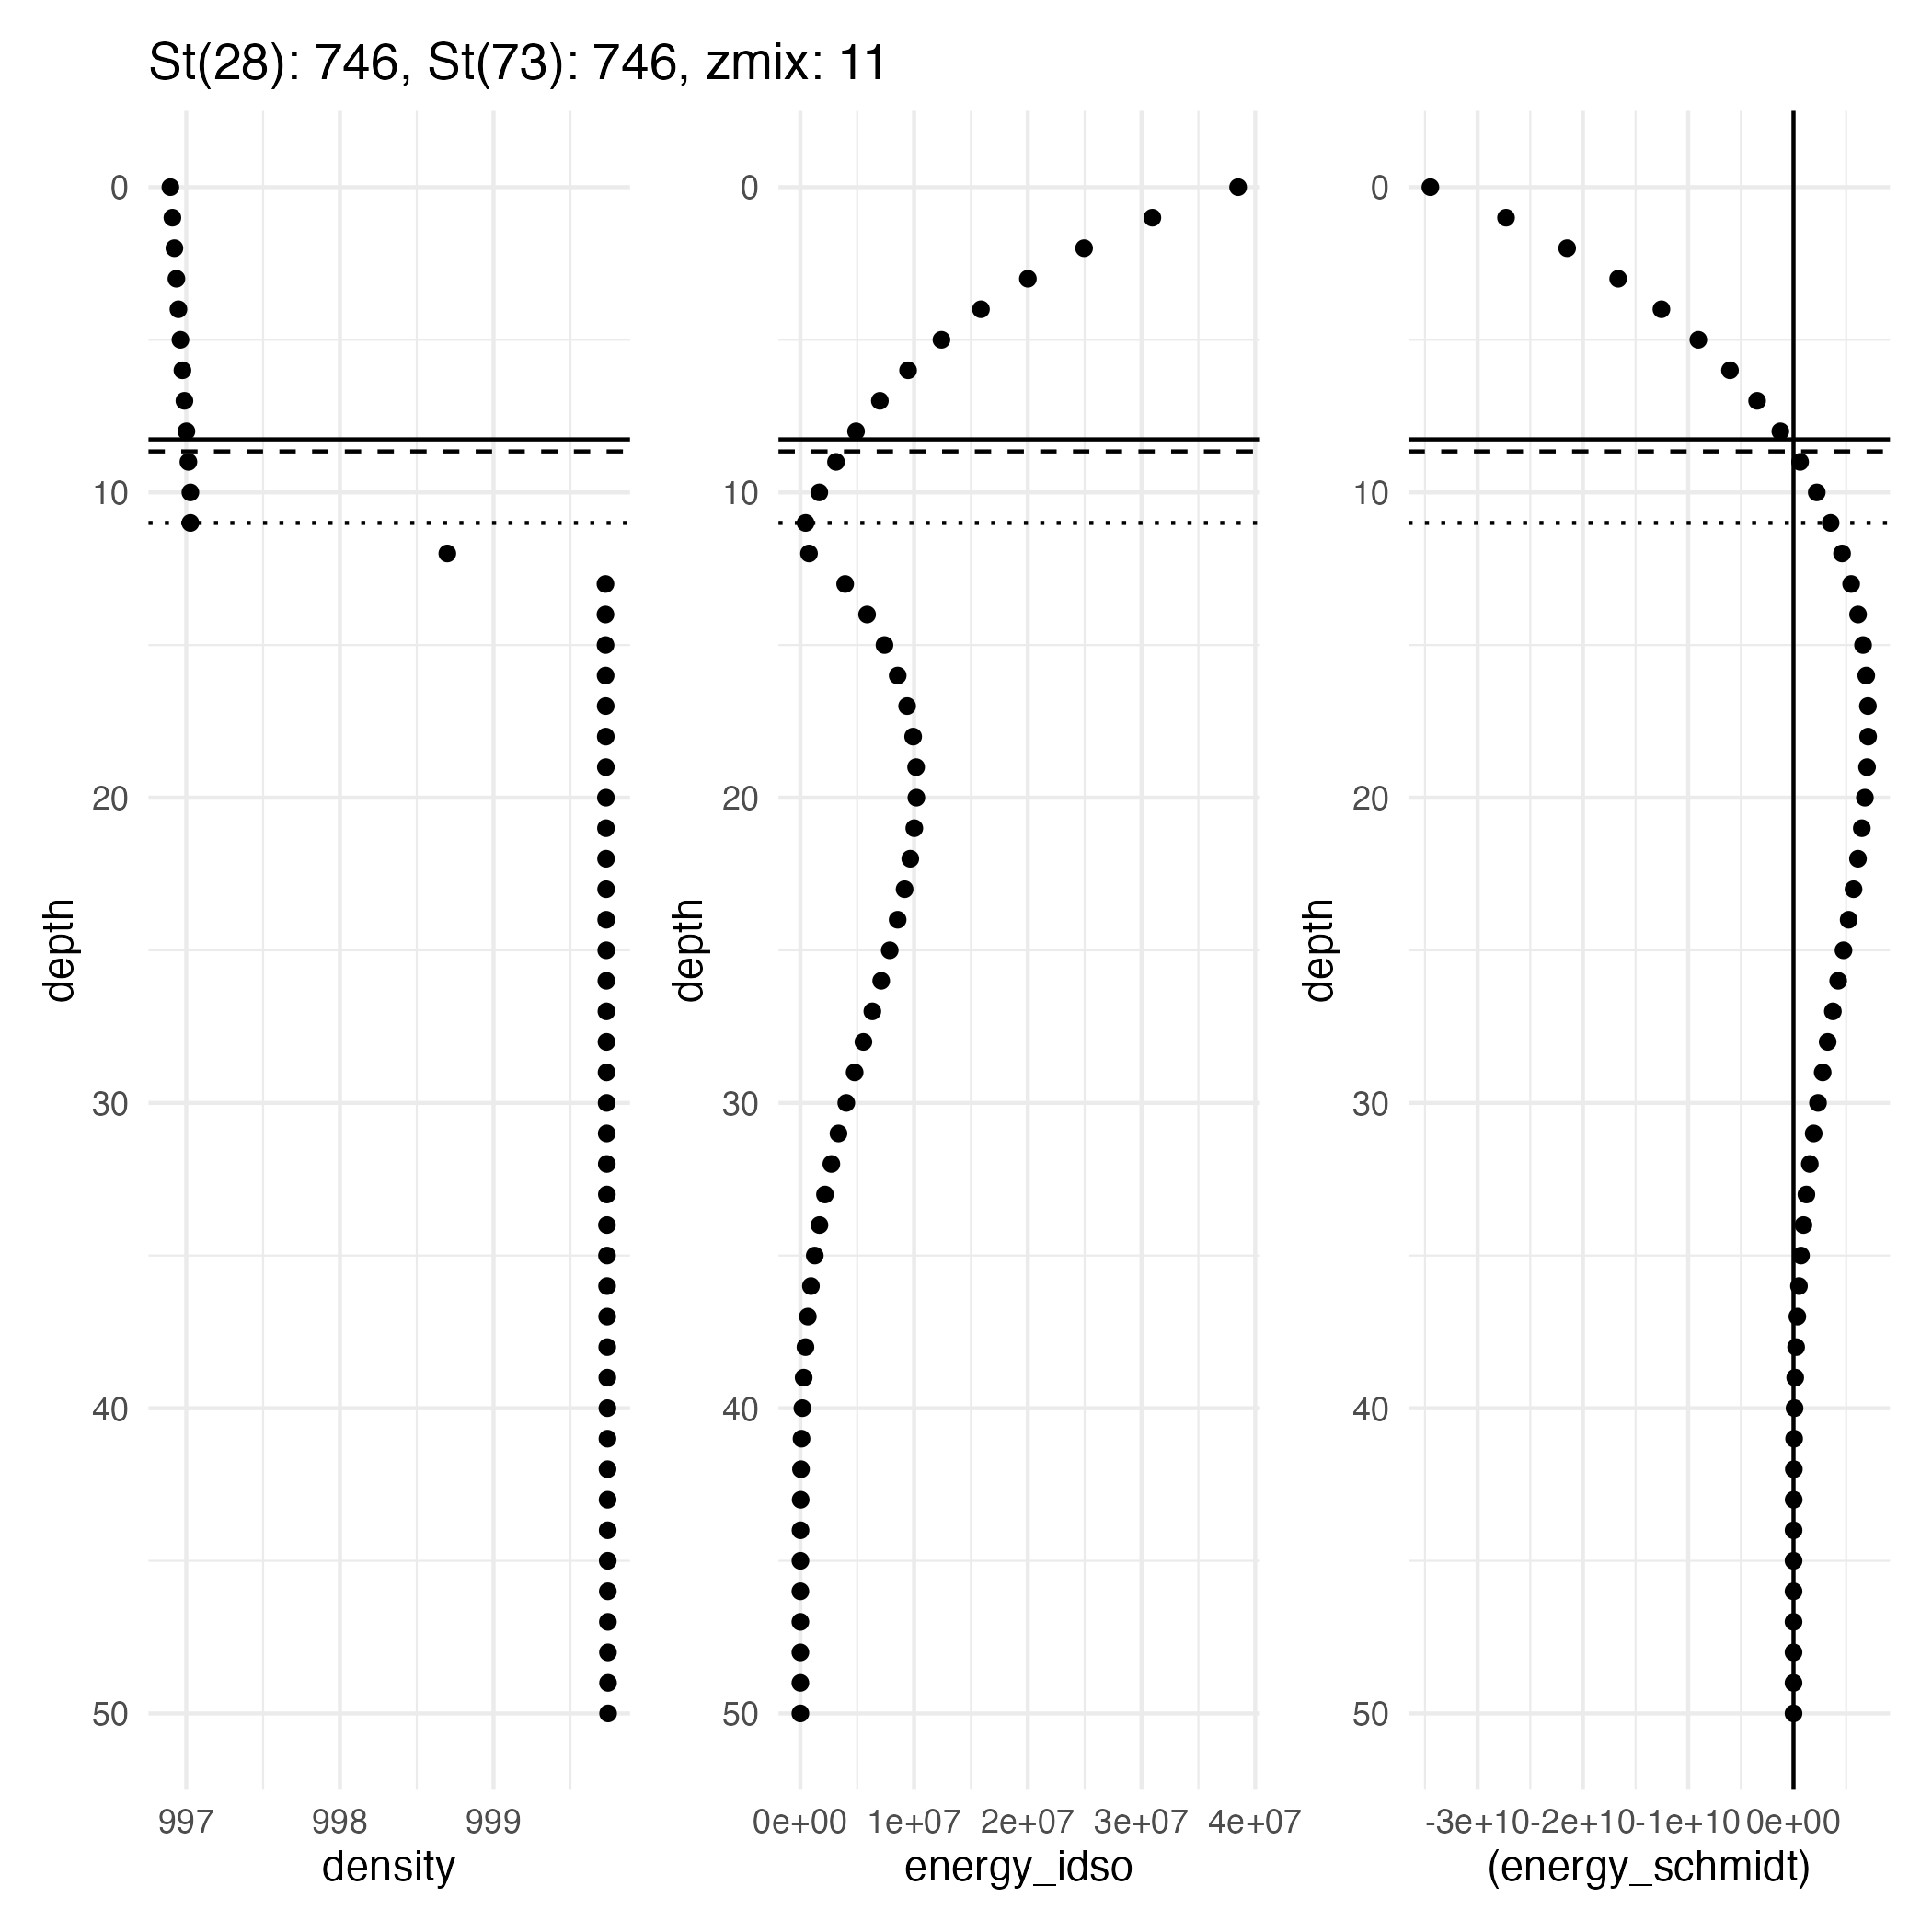 St(28): 746, St(73): 746, zmix: 11
depth
0
10
20
30
40
50
997 998 999
density
depth
0
10
20
30
40
50
0e+00 1e+07 2e+07 3e+07 4e+07
energy_idso
depth
0
10
20
30
40
50
-3e+10 -2e+10 -1e+10 0e+00
(energy_schmidt)